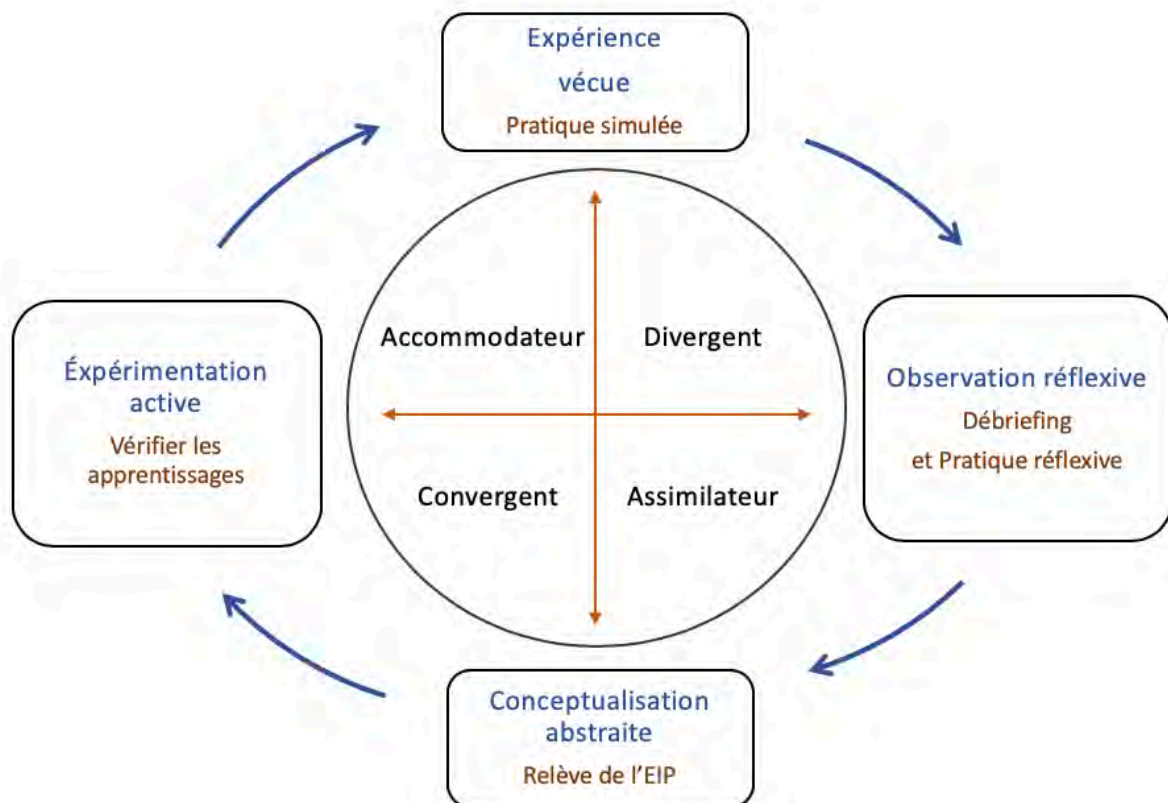 Expérience
vécue
Pratique simulée
Accommodateur
Divergent
Éxpérimentation
active
Vérifier les
apprentissages
Observation réflexive
Débriefing
et Pratique réflexive
Convergent
Assimilateur
Conceptualisation
abstraite
Relève de l'EIP